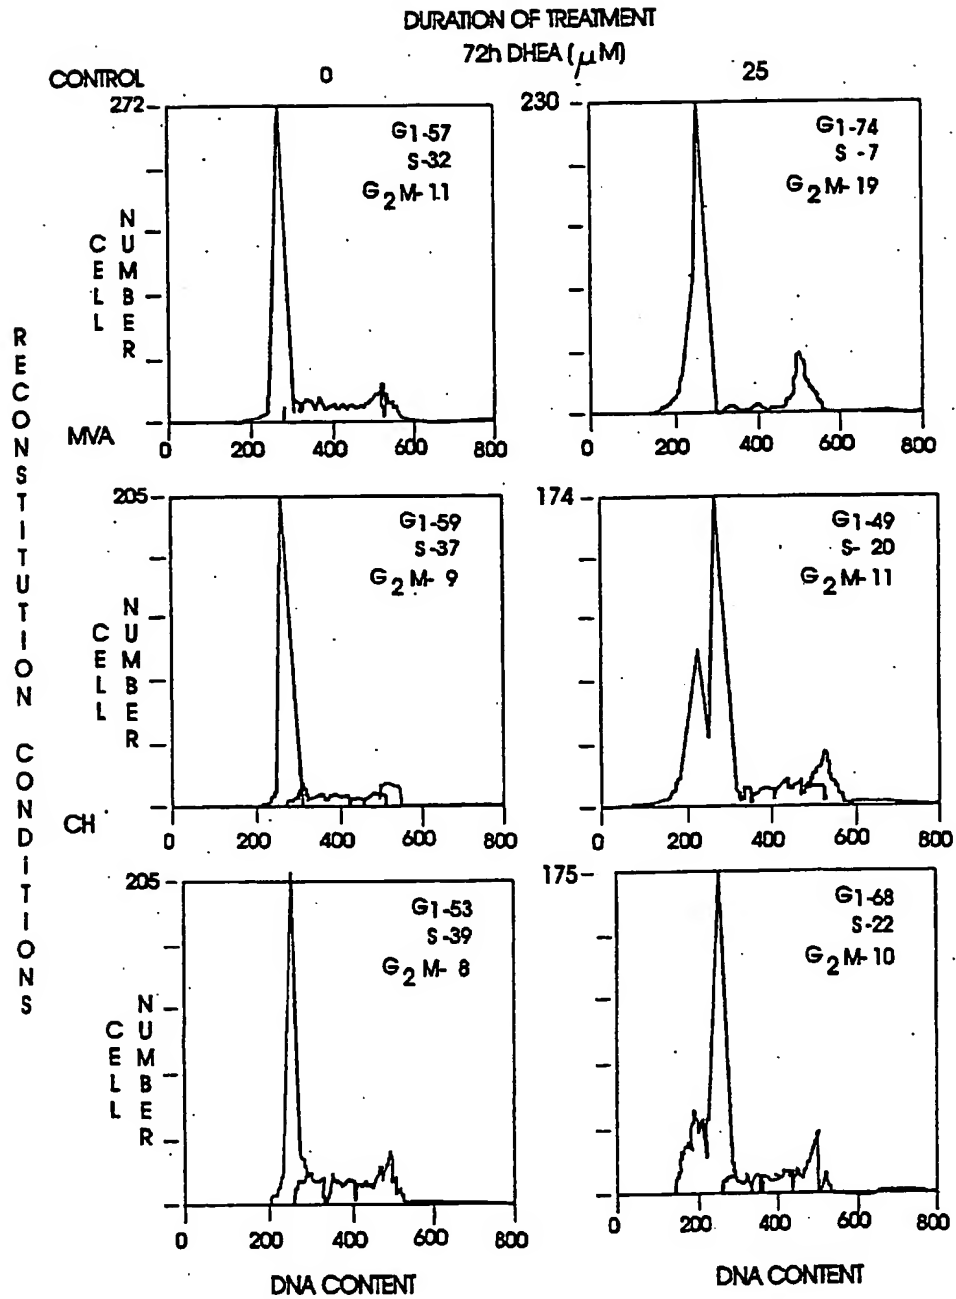 DURATION OF TREATMENT
72h DHEA (μM)
CONTROL 0 25
272 230
G1-57 G1-74
S-32 S -7
G2M-11 G2M-19
CELL NUMBER
0 200 400 600 800 0 200 400 600 800
RECONSTITUTION CONDITIONS
MVA
205 174
G1-59 G1-49
S-37 S- 20
G2M- 9 G2M-11
CELL NUMBER
0 200 400 600 800 0 200 400 600 800
CH
205 175
G1-53 G1-68
S-39 S-22
G2M- 8 G2M-10
CELL NUMBER
0 200 400 600 800 0 200 400 600 800
DNA CONTENT DNA CONTENT